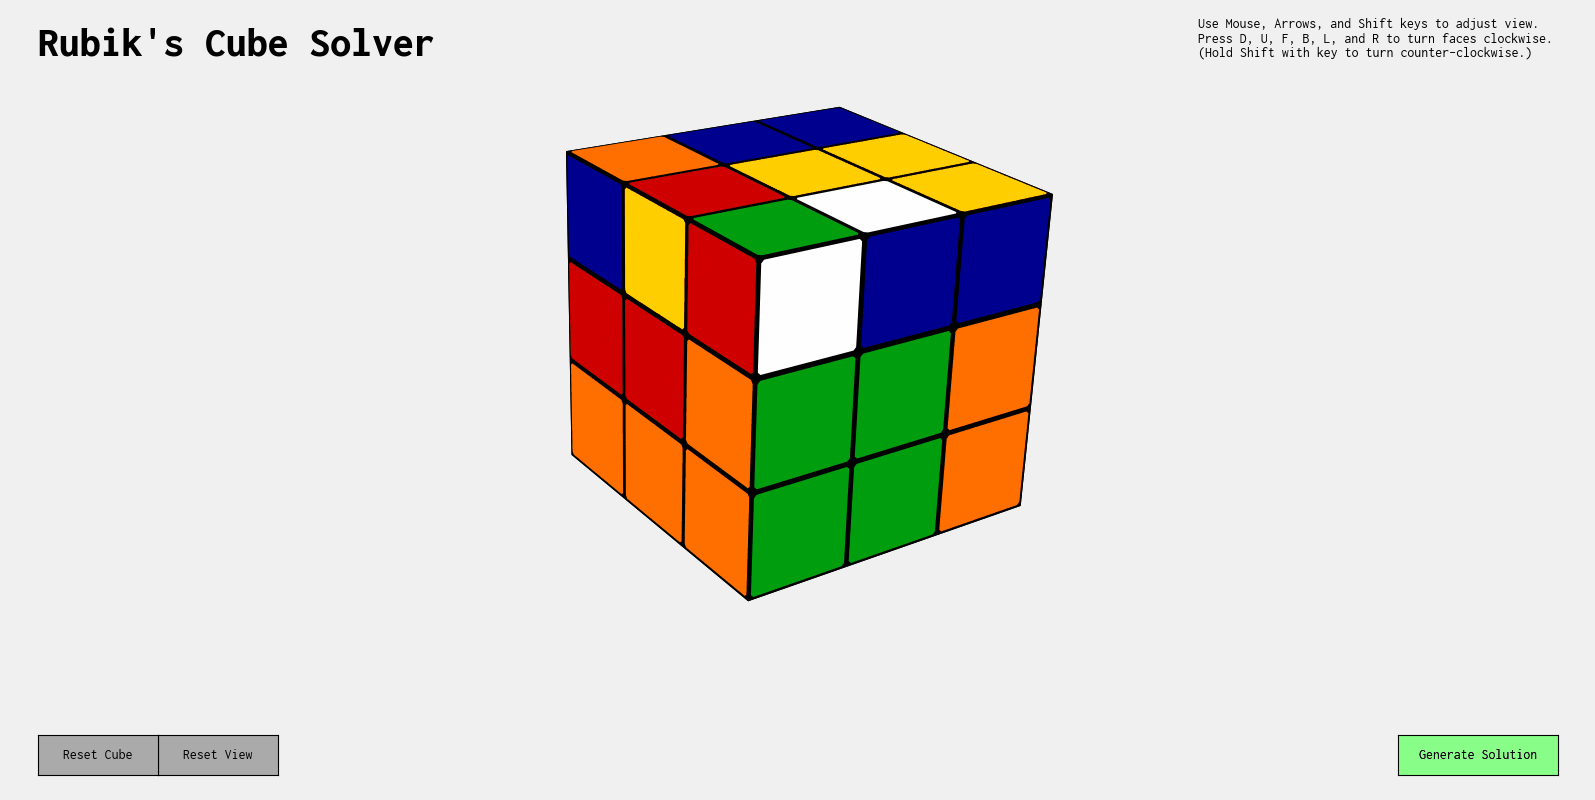 Rubik's Cube Solver
Use Mouse, Arrows, and Shift keys to adjust view.
Press D, U, F, B, L, and R to turn faces clockwise.
(Hold Shift with key to turn counter-clockwise.)
Reset Cube
Reset View
Generate Solution